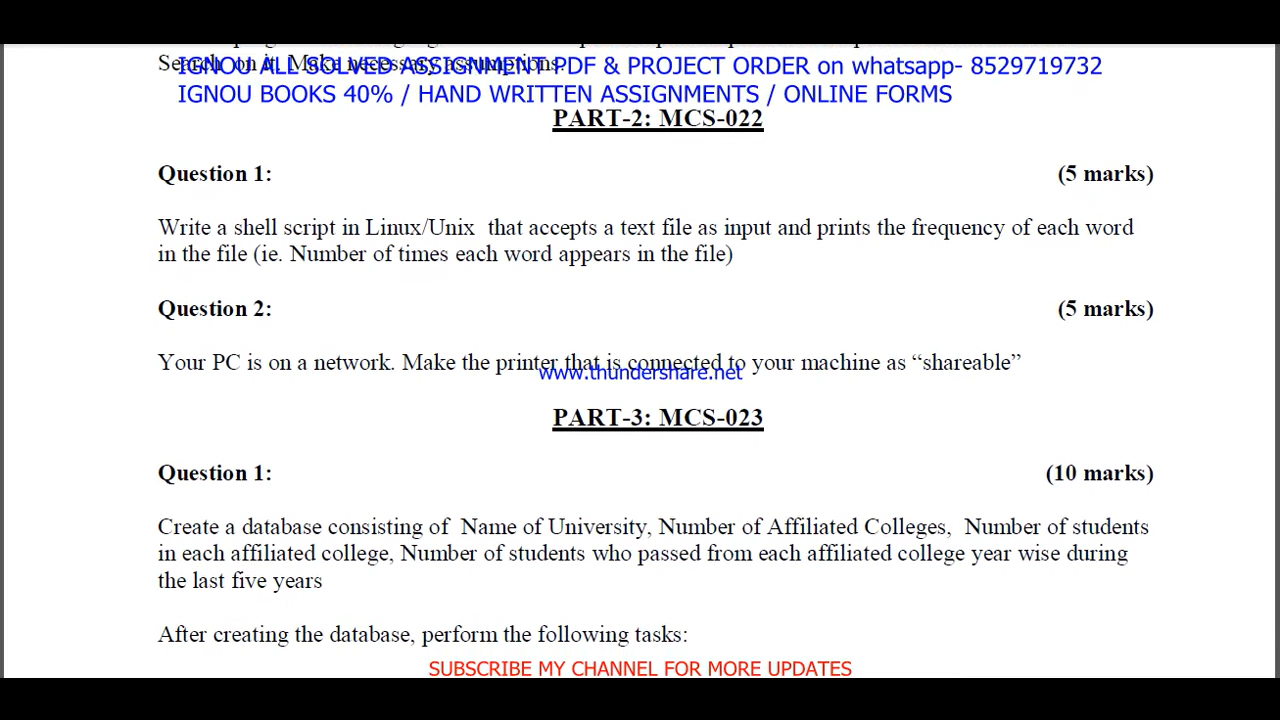 Search on it. Make necessary assumptions.
IGNOU ALL SOLVED ASSIGNMENT PDF & PROJECT ORDER on whatsapp- 8529719732
IGNOU BOOKS 40% / HAND WRITTEN ASSIGNMENTS / ONLINE FORMS
PART-2: MCS-022
Question 1: (5 marks)
Write a shell script in Linux/Unix that accepts a text file as input and prints the frequency of each word
in the file (ie. Number of times each word appears in the file)
Question 2: (5 marks)
Your PC is on a network. Make the printer that is connected to your machine as “shareable”
www.thundershare.net
PART-3: MCS-023
Question 1: (10 marks)
Create a database consisting of Name of University, Number of Affiliated Colleges, Number of students
in each affiliated college, Number of students who passed from each affiliated college year wise during
the last five years
After creating the database, perform the following tasks:
SUBSCRIBE MY CHANNEL FOR MORE UPDATES